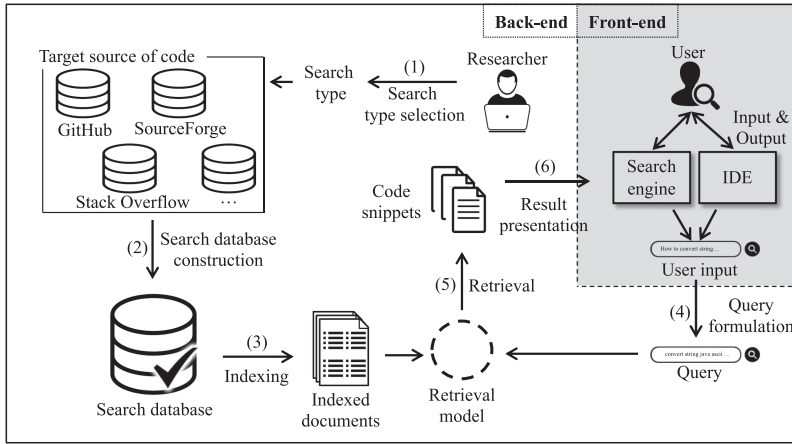 Back-end
Front-end
Target source of code
GitHub
SourceForge
Stack Overflow
...
Search
type
(1)
Search
type selection
Researcher
User
Input &
Output
Search
engine
IDE
How to convert string…
User input
Code
snippets
(6)
Result
presentation
(2)
Search database
construction
(5)
Retrieval
(4)
Query
formulation
Search database
(3)
Indexing
Indexed
documents
Retrieval
model
convert string java ascii …
Query